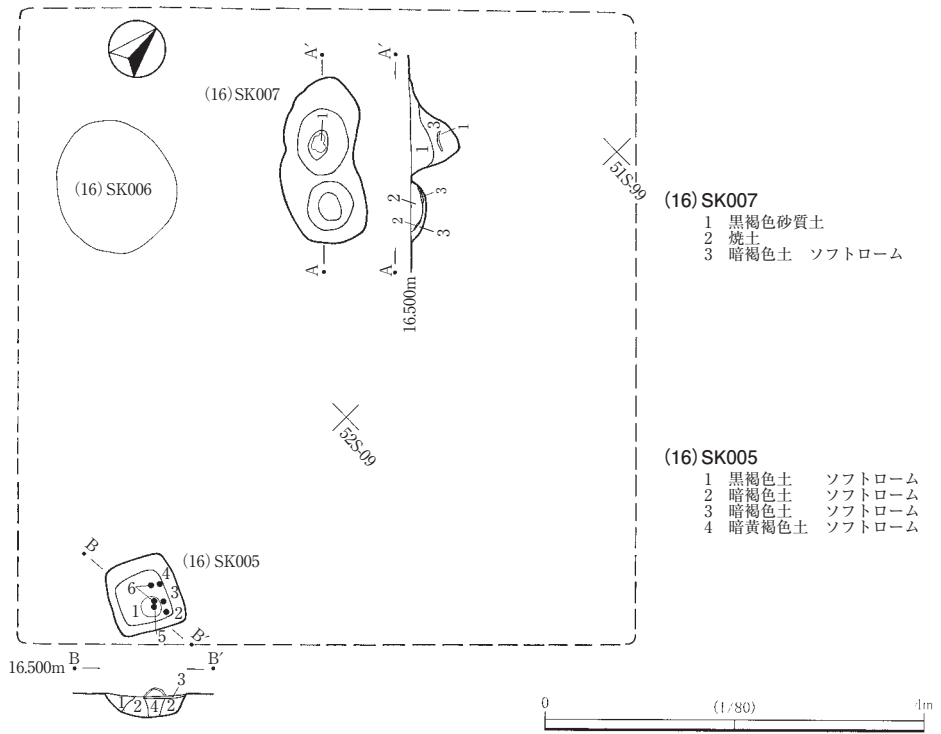 (16)SK007
A´
A´
1
3
1
1
(16)SK006
2
3
2
3
A
A
16.500m
51S-99
(16)SK007
1 黒褐色砂質土
2 焼土
3 暗褐色土 ソフトローム
52S-09
(16)SK005
1 黒褐色土 ソフトローム
2 暗褐色土 ソフトローム
3 暗褐色土 ソフトローム
4 暗黄褐色土 ソフトローム
B
(16)SK005
4
6
3
1
2
5
B´
16.500m
B
B´
3
1
2
4
2
0
(1/80)
4m